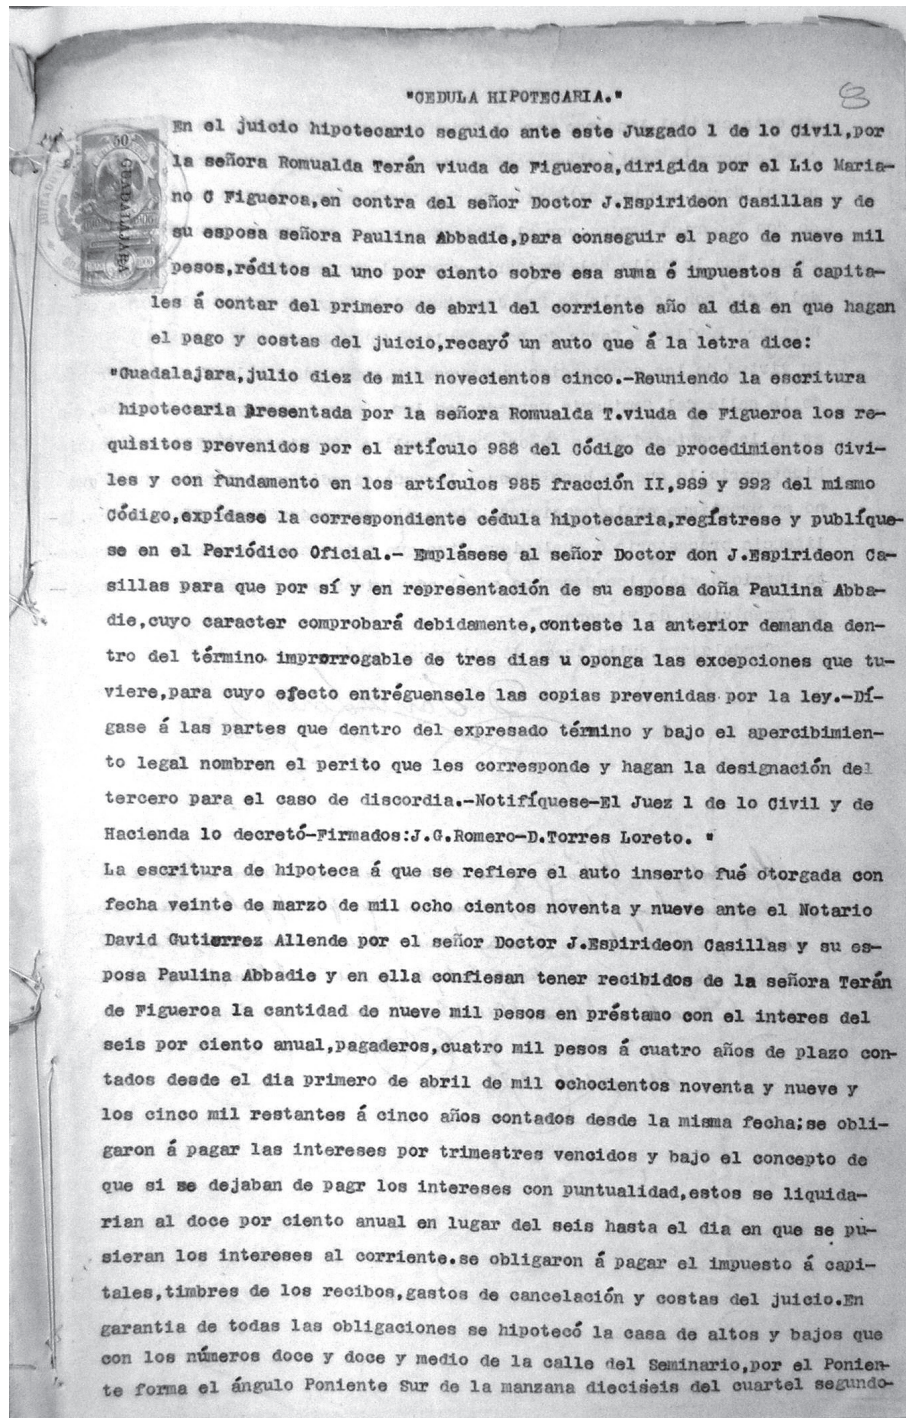 "CEDULA HIPOTECARIA."
8
50
GUADALAJARA
En el juicio hipotecario seguido ante este Juzgado 1 de lo Civil,por
la señora Romualda Terán viuda de Figueroa,dirigida por el Lic Maria-
no C Figueroa,en contra del señor Doctor J.Espirideon Casillas y de
su esposa señora Paulina Abbadie,para conseguir el pago de nueve mil
pesos,réditos al uno por ciento sobre esa suma é impuestos á capita-
les á contar del primero de abril del corriente año al dia en que hagan
el pago y costas del juicio,recayó un auto que á la letra dice:
"Guadalajara,julio diez de mil novecientos cinco.-Reuniendo la escritura
hipotecaria presentada por la señora Romualda T.viuda de Figueroa los re-
quisitos prevenidos por el artículo 988 del Código de procedimientos Civi-
les y con fundamento en los artículos 985 fracción II,989 y 992 del mismo
Código,expídase la correspondiente cédula hipotecaria,regístrese y publíque-
se en el Periódico Oficial.- Emplásese al señor Doctor don J.Espirideon Ca-
sillas para que por sí y en representación de su esposa doña Paulina Abba-
die,cuyo caracter comprobará debidamente,conteste la anterior demanda den-
tro del término improrrogable de tres dias u oponga las excepciones que tu-
viere,para cuyo efecto entréguensele las copias prevenidas por la ley.-Dí-
gase á las partes que dentro del expresado término y bajo el apercibimien-
to legal nombren el perito que les corresponde y hagan la designación del
tercero para el caso de discordia.-Notifíquese-El Juez 1 de lo Civil y de
Hacienda lo decretó-Firmados:J.G.Romero-D.Torres Loreto. "
La escritura de hipoteca á que se refiere el auto inserto fué otorgada con
fecha veinte de marzo de mil ocho cientos noventa y nueve ante el Notario
David Gutierrez Allende por el señor Doctor J.Espirideon Casillas y su es-
posa Paulina Abbadie y en ella confiesan tener recibidos de la señora Terán
de Figueroa la cantidad de nueve mil pesos en préstamo con el interes del
seis por ciento anual,pagaderos,cuatro mil pesos á cuatro años de plazo con-
tados desde el dia primero de abril de mil ochocientos noventa y nueve y
los cinco mil restantes á cinco años contados desde la misma fecha;se obli-
garon á pagar las intereses por trimestres vencidos y bajo el concepto de
que si se dejaban de pagr los intereses con puntualidad,estos se liquida-
rian al doce por ciento anual en lugar del seis hasta el dia en que se pu-
sieran los intereses al corriente.se obligaron á pagar el impuesto á capi-
tales,timbres de los recibos,gastos de cancelación y costas del juicio.En
garantia de todas las obligaciones se hipotecó la casa de altos y bajos que
con los números doce y doce y medio de la calle del Seminario,por el Ponien-
te forma el ángulo Poniente Sur de la manzana dieciseis del cuartel segundo-